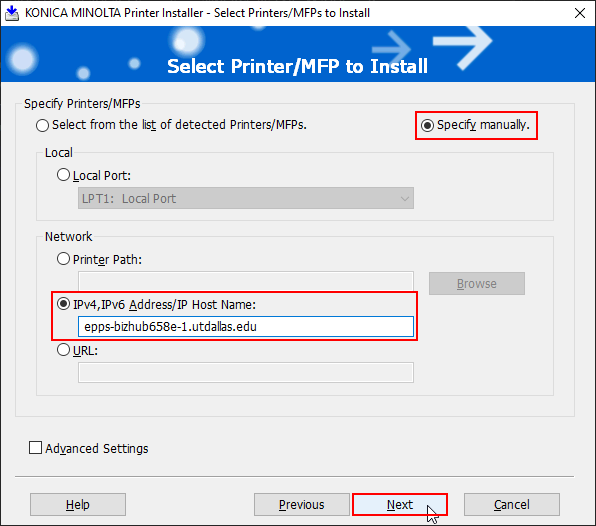 KONICA MINOLTA Printer Installer - Select Printers/MFPs to Install
Select Printer/MFP to Install
Specify Printers/MFPs
Select from the list of detected Printers/MFPs.
Specify manually.
Local
Local Port:
LPT1: Local Port
Network
Printer Path:
Browse
IPv4,IPv6 Address/IP Host Name:
epps-bizhub658e-1.utdallas.edu
URL:
Advanced Settings
Help
Previous
Next
Cancel